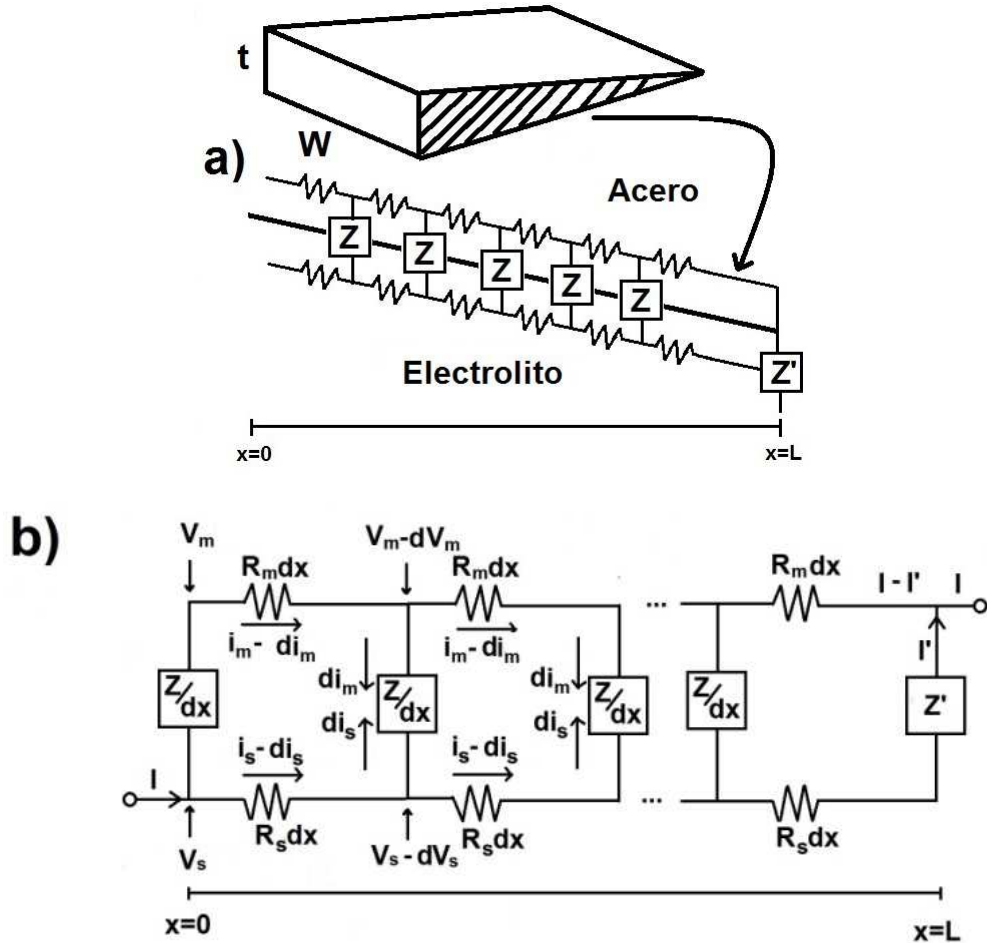 t
W
a)
Acero
Z
Z
Z
Z
Z
Z'
Electrolito
x=0
x=L
b)
Vm Vm-dVm
Rmdx Rmdx Rmdx I - I' I
...
im- dim im- dim I'
dim dim
Z/dx Z/dx Z/dx Z/dx Z'
dis dis
is-dis is-dis
I
...
Rsdx Rsdx Rsdx
Vs Vs-dVs
x=0 x=L